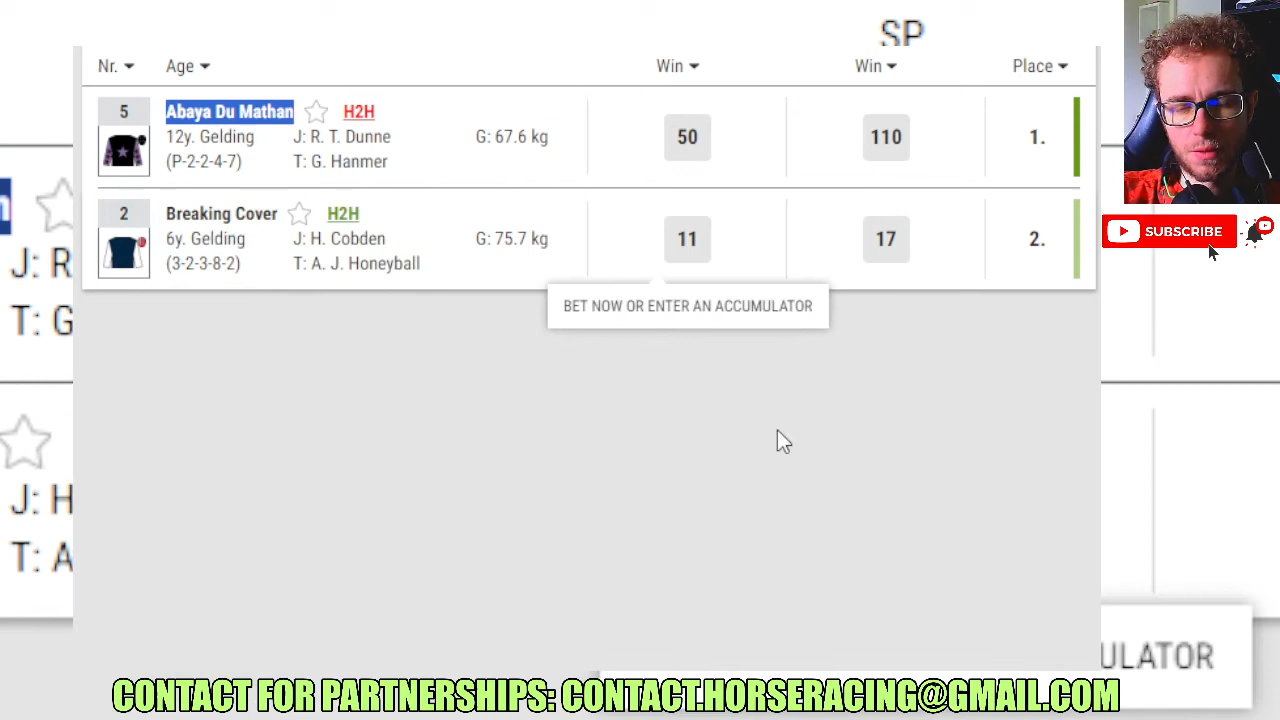 SP
Nr. Age Win Win Place
5 Abaya Du Mathan H2H
12y. Gelding J: R. T. Dunne G: 67.6 kg 50 110 1.
(P-2-2-4-7) T: G. Hanmer
2 Breaking Cover H2H
6y. Gelding J: H. Cobden G: 75.7 kg 11 17 2.
(3-2-3-8-2) T: A. J. Honeyball
BET NOW OR ENTER AN ACCUMULATOR
SUBSCRIBE
n
J: R
T: G
J: H
T: A
ULATOR
CONTACT FOR PARTNERSHIPS: CONTACT.HORSERACING@GMAIL.COM